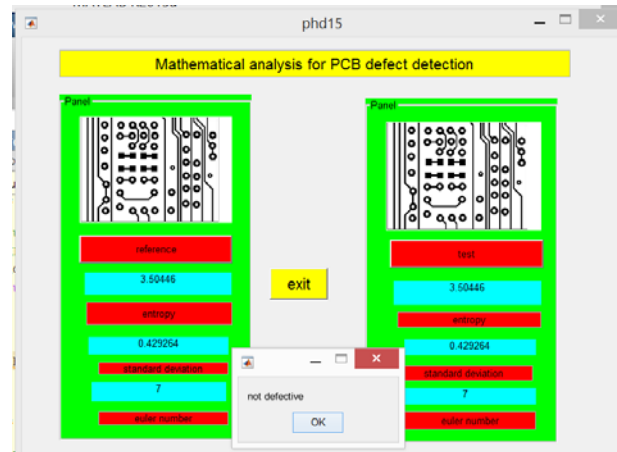 phd15
Mathematical analysis for PCB defect detection
Panel
reference
3.50446
entropy
0.429264
standard deviation
7
euler number
exit
Panel
test
3.50446
entropy
0.429264
standard deviation
7
euler number
not defective
OK